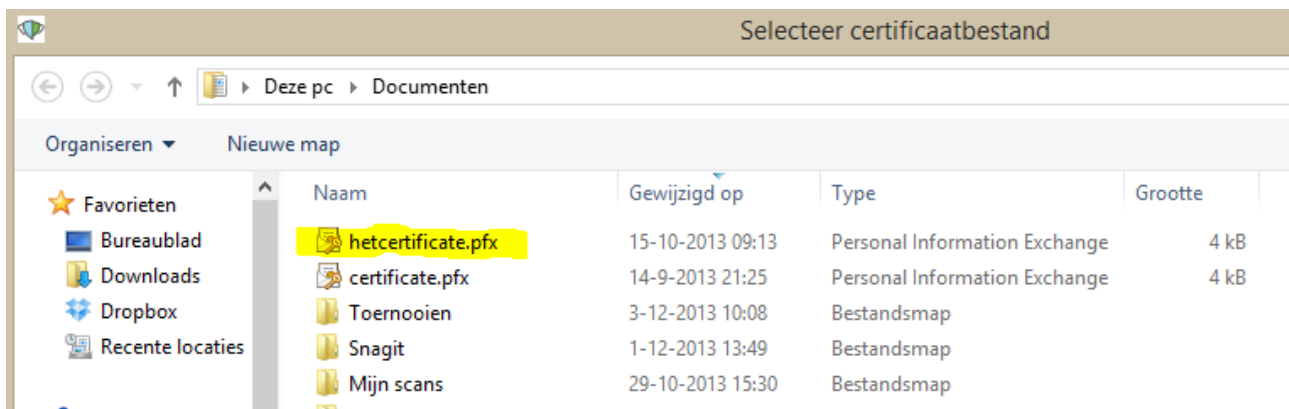 Selecteer certificaatbestand
Deze pc Documenten
Organiseren Nieuwe map
Naam Gewijzigd op Type Grootte
Favorieten
Bureaublad
Downloads
Dropbox
Recente locaties
hetcertificate.pfx 15-10-2013 09:13 Personal Information Exchange 4 kB
certificate.pfx 14-9-2013 21:25 Personal Information Exchange 4 kB
Toernooien 3-12-2013 10:08 Bestandsmap
Snagit 1-12-2013 13:49 Bestandsmap
Mijn scans 29-10-2013 15:30 Bestandsmap